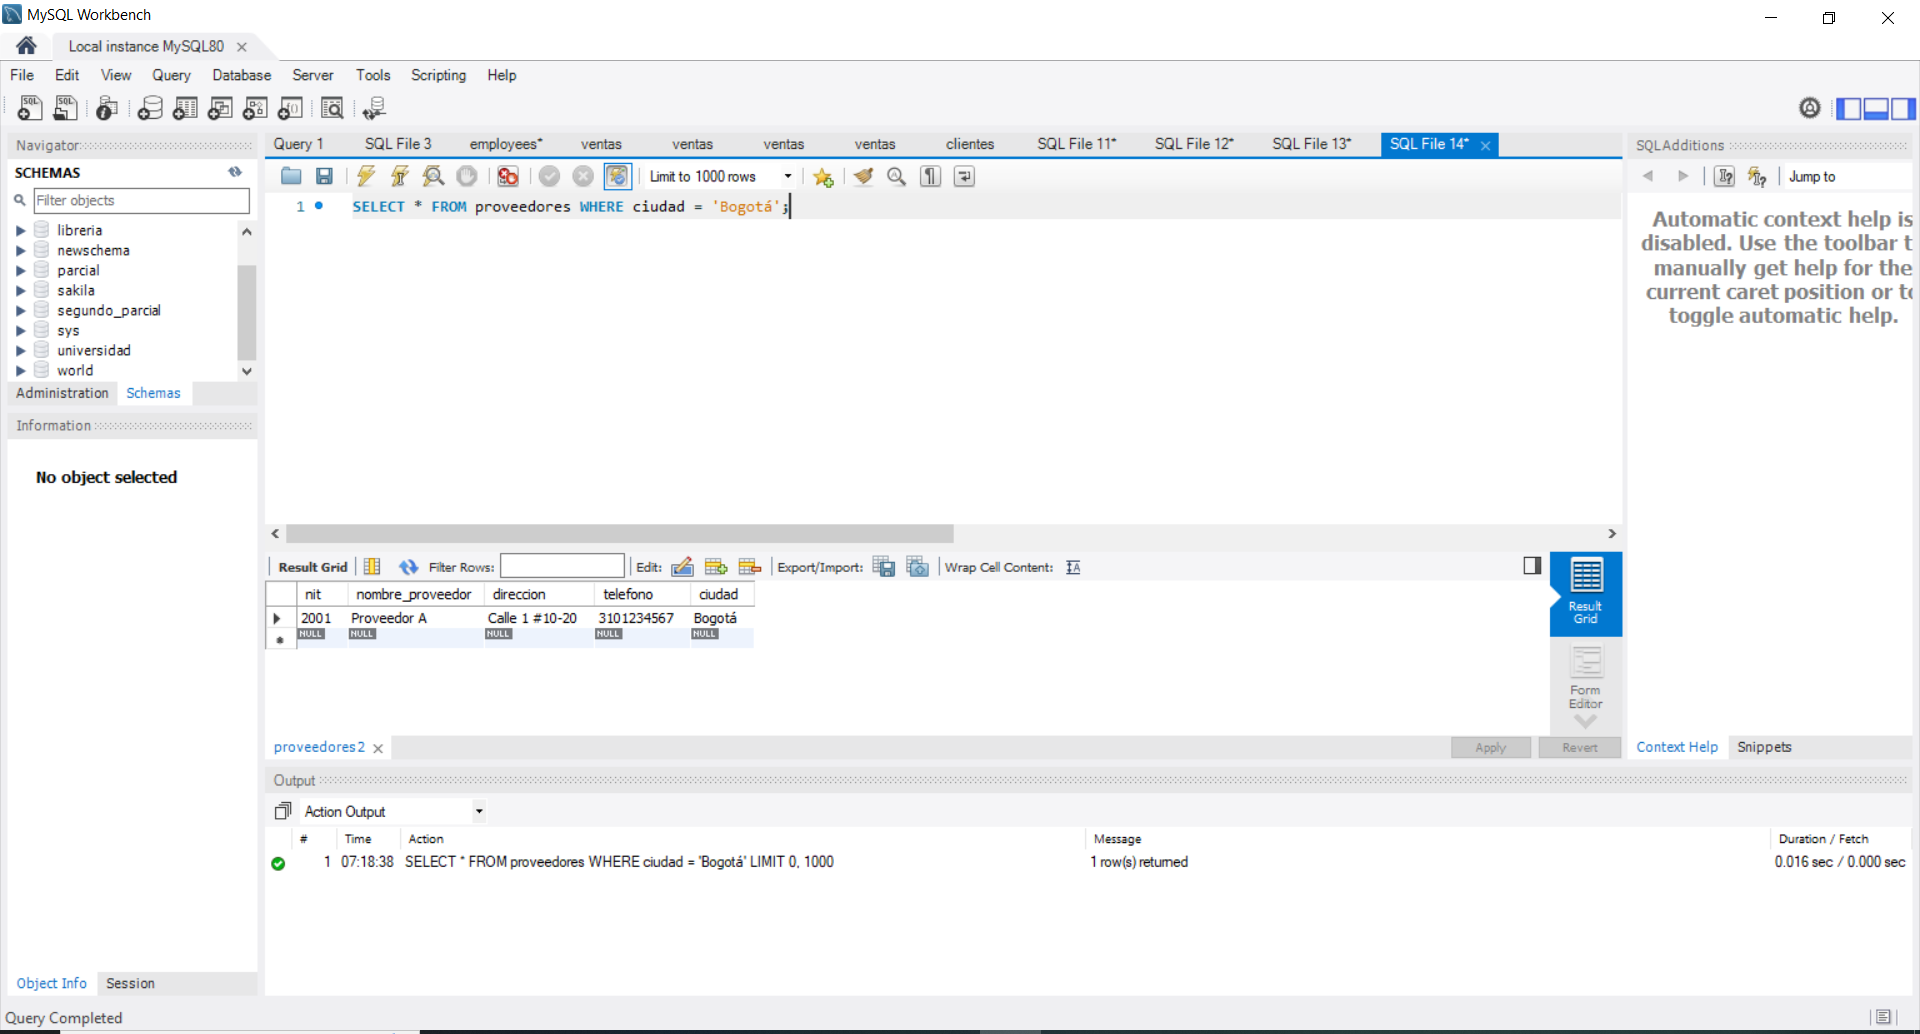 MySQL Workbench
Local instance MySQL80
File Edit View Query Database Server Tools Scripting Help
Navigator
SCHEMAS
Filter objects
libreria
newschema
parcial
sakila
segundo_parcial
sys
universidad
world
Administration Schemas
Information
No object selected
Object Info Session
Query 1 SQL File 3 employees* ventas ventas ventas ventas clientes SQL File 11* SQL File 12* SQL File 13* SQL File 14*
Limit to 1000 rows
1 SELECT * FROM proveedores WHERE ciudad = 'Bogotá';
Result Grid Filter Rows: Edit: Export/Import: Wrap Cell Content:
nit nombre_proveedor direccion telefono ciudad
2001 Proveedor A Calle 1 #10-20 3101234567 Bogotá
NULL NULL NULL NULL NULL
Result Grid
Form Editor
proveedores 2
Apply Revert
SQLAdditions
Jump to
Automatic context help is
disabled. Use the toolbar t
manually get help for the
current caret position or to
toggle automatic help.
Context Help Snippets
Output
Action Output
# Time Action Message Duration / Fetch
1 07:18:38 SELECT * FROM proveedores WHERE ciudad = 'Bogotá' LIMIT 0, 1000 1 row(s) returned 0.016 sec / 0.000 sec
Query Completed